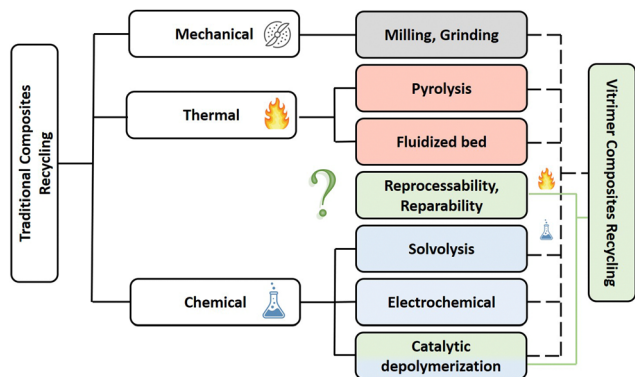 Traditional Composites
Recycling
Mechanical
Thermal
Chemical
Milling, Grinding
Pyrolysis
Fluidized bed
?
Reprocessability,
Reparability
Solvolysis
Electrochemical
Catalytic
depolymerization
Vitrimer Composites Recycling